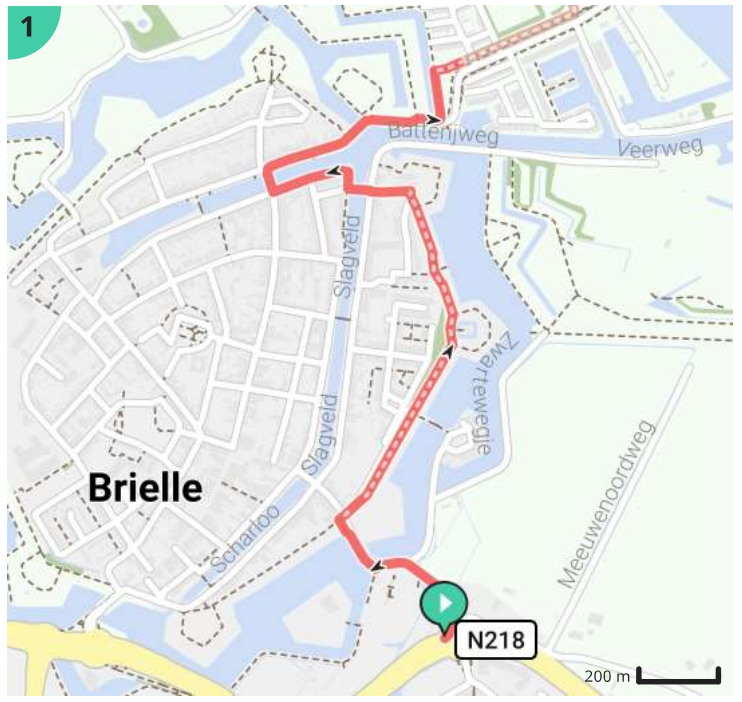 1
Battenjweg
Veerweg
Slagveld
Zwartewegje
Slagveld
Meeuwenoordweg
Brielle
Scharloo
N218
200 m